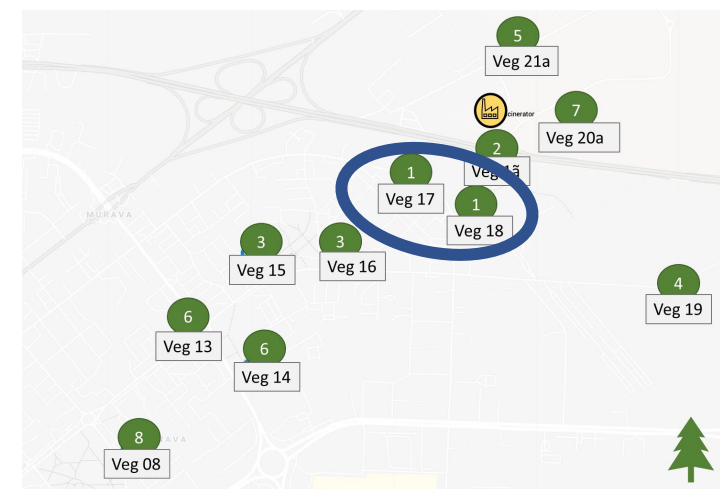 5
Veg 21a
cinerator
7
Veg 20a
2
1
Veg 17
1
Veg 18
MURAVA
3
Veg 15
3
Veg 16
4
Veg 19
6
Veg 13
6
Veg 14
8
Veg 08